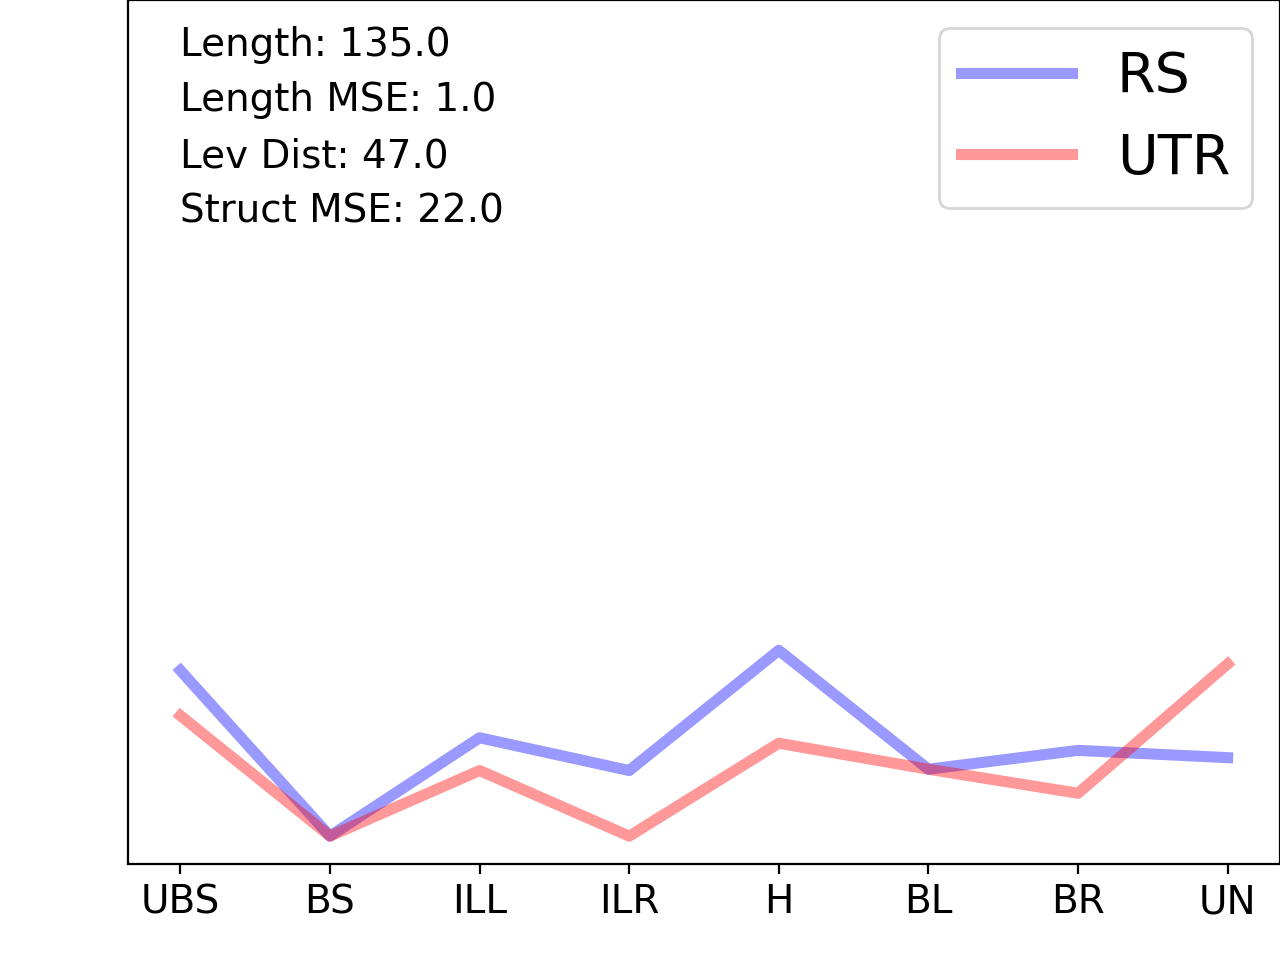 Length: 135.0
Length MSE: 1.0
Lev Dist: 47.0
Struct MSE: 22.0
RS
UTR
UBS BS ILL ILR H BL BR UN